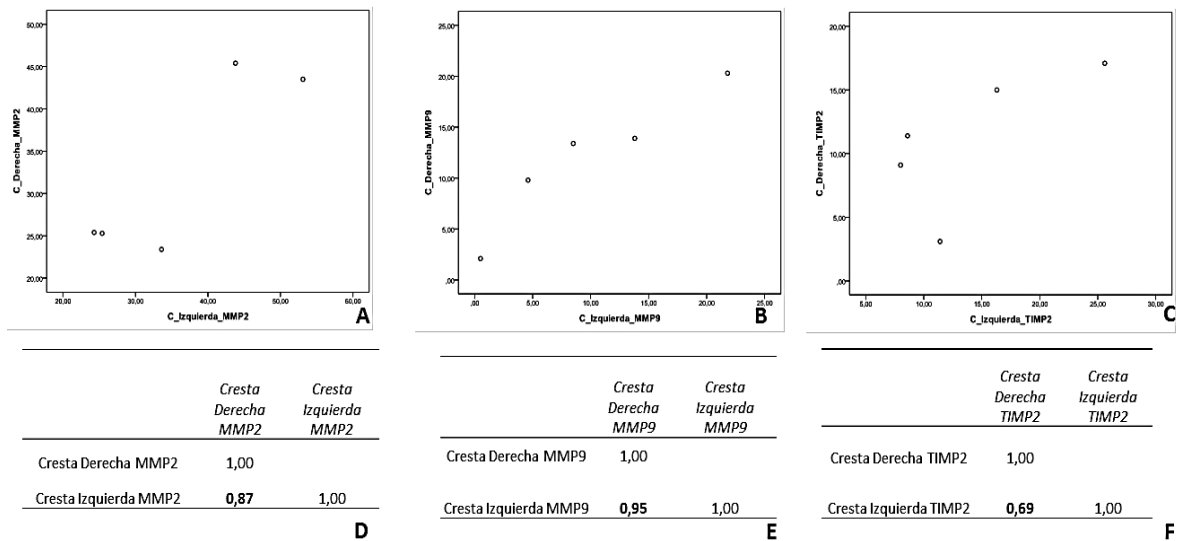 50,00
45,00
40,00
35,00
30,00
25,00
20,00
C_Derecha_MMP2
20,00 30,00 40,00 50,00 60,00
C_Izquierda_MMP2
A
25,00
20,00
15,00
10,00
5,00
,00
C_Derecha_MMP9
,00 5,00 10,00 15,00 20,00 25,00
C_Izquierda_MMP9
B
20,00
15,00
10,00
5,00
,00
C_Derecha_TIMP2
5,00 10,00 15,00 20,00 25,00 30,00
C_Izquierda_TIMP2
C
Cresta Cresta
Derecha Izquierda
MMP2 MMP2
Cresta Derecha MMP2 1,00
Cresta Izquierda MMP2 0,87 1,00
D
Cresta Cresta
Derecha Izquierda
MMP9 MMP9
Cresta Derecha MMP9 1,00
Cresta Izquierda MMP9 0,95 1,00
E
Cresta Cresta
Derecha Izquierda
TIMP2 TIMP2
Cresta Derecha TIMP2 1,00
Cresta Izquierda TIMP2 0,69 1,00
F